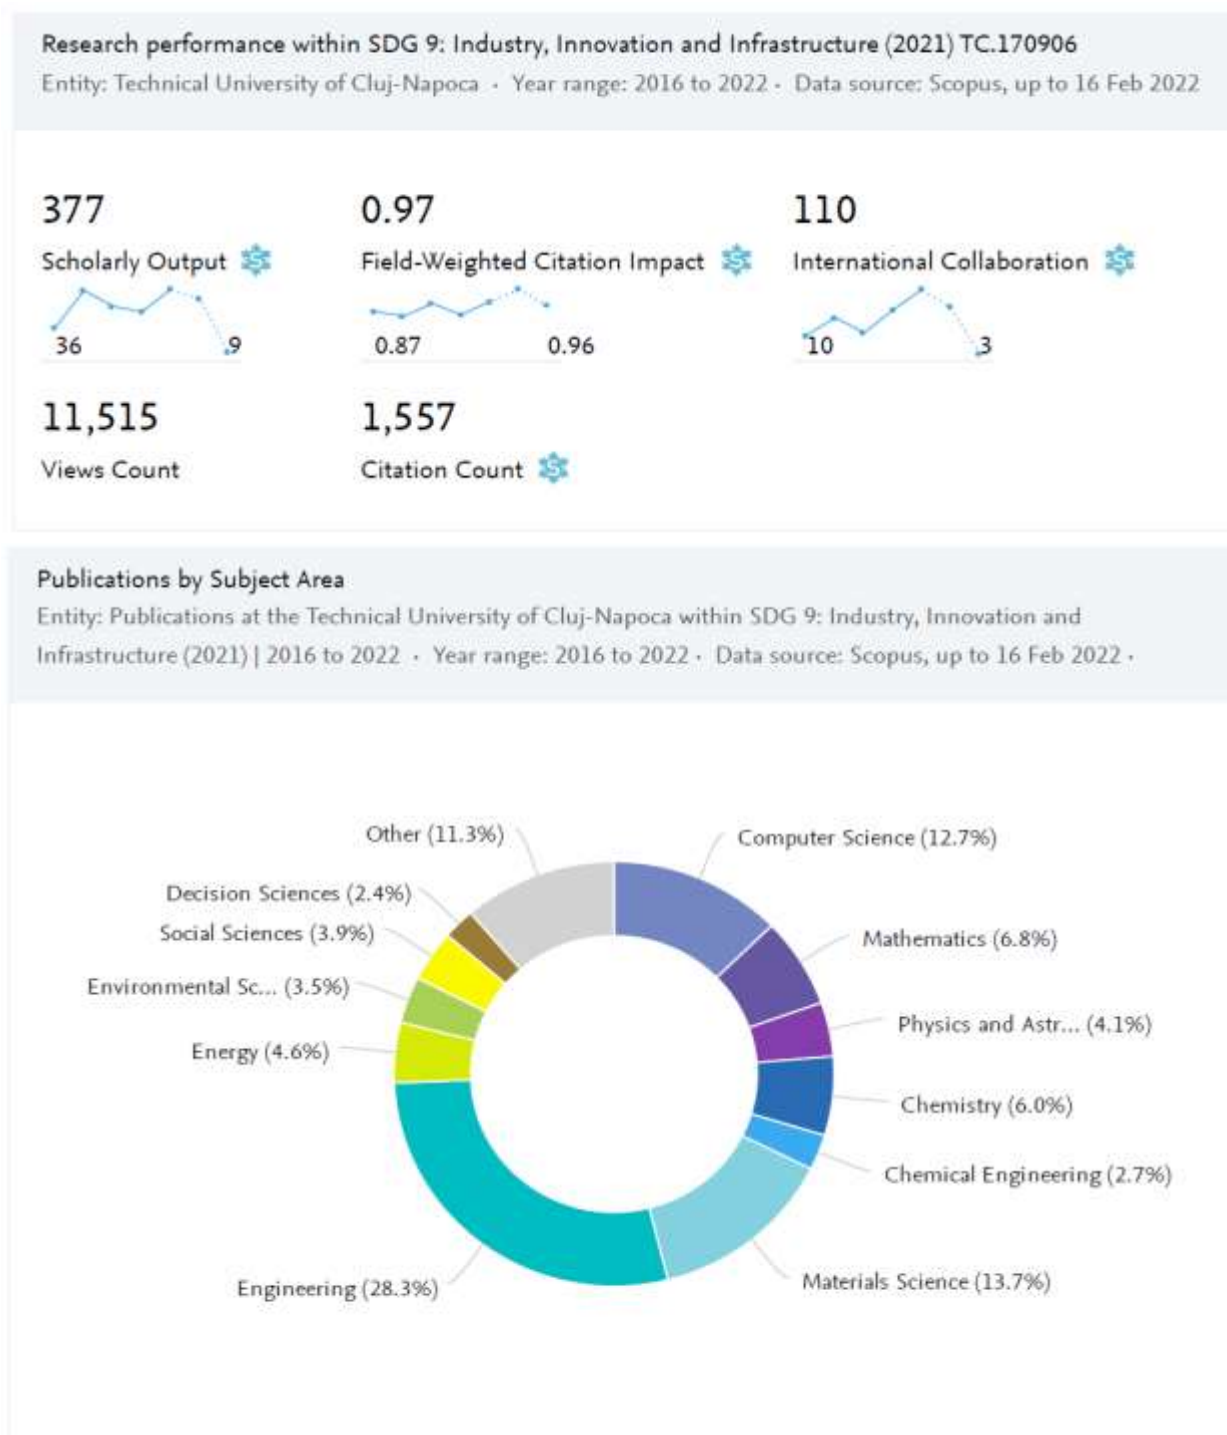 Research performance within SDG 9: Industry, Innovation and Infrastructure (2021) TC.170906
Entity: Technical University of Cluj-Napoca · Year range: 2016 to 2022 · Data source: Scopus, up to 16 Feb 2022
377
Scholarly Output S
36
9
0.97
Field-Weighted Citation Impact S
0.87
0.96
110
International Collaboration S
10
3
11,515
Views Count
1,557
Citation Count S
Publications by Subject Area
Entity: Publications at the Technical University of Cluj-Napoca within SDG 9: Industry, Innovation and
Infrastructure (2021) | 2016 to 2022 · Year range: 2016 to 2022 · Data source: Scopus, up to 16 Feb 2022 ·
Other (11.3%)
Computer Science (12.7%)
Decision Sciences (2.4%)
Social Sciences (3.9%)
Mathematics (6.8%)
Environmental Sc... (3.5%)
Physics and Astr... (4.1%)
Energy (4.6%)
Chemistry (6.0%)
Chemical Engineering (2.7%)
Materials Science (13.7%)
Engineering (28.3%)